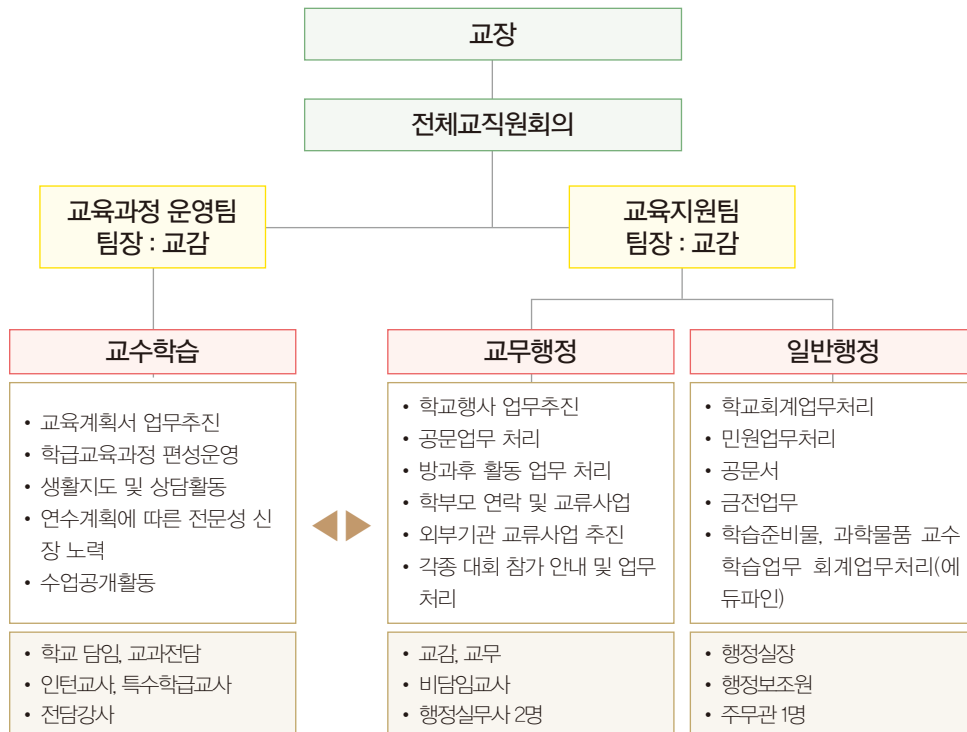 교장
전체교직원회의
교육과정 운영팀
팀장 : 교감
교육지원팀
팀장 : 교감
교수학습
• 교육계획서 업무추진
• 학급교육과정 편성운영
• 생활지도 및 상담활동
• 연수계획에 따른 전문성 신
장 노력
• 수업공개활동
• 학교 담임, 교과전담
• 인턴교사, 특수학급교사
• 전담강사
교무행정
• 학교행사 업무추진
• 공문업무 처리
• 방과후 활동 업무 처리
• 학부모 연락 및 교류사업
• 외부기관 교류사업 추진
• 각종 대회 참가 안내 및 업무
처리
• 교감, 교무
• 비담임교사
• 행정실무사 2명
일반행정
• 학교회계업무처리
• 민원업무처리
• 공문서
• 금전업무
• 학습준비물, 과학물품 교수
학습업무 회계업무처리(에
듀파인)
• 행정실장
• 행정보조원
• 주무관 1명